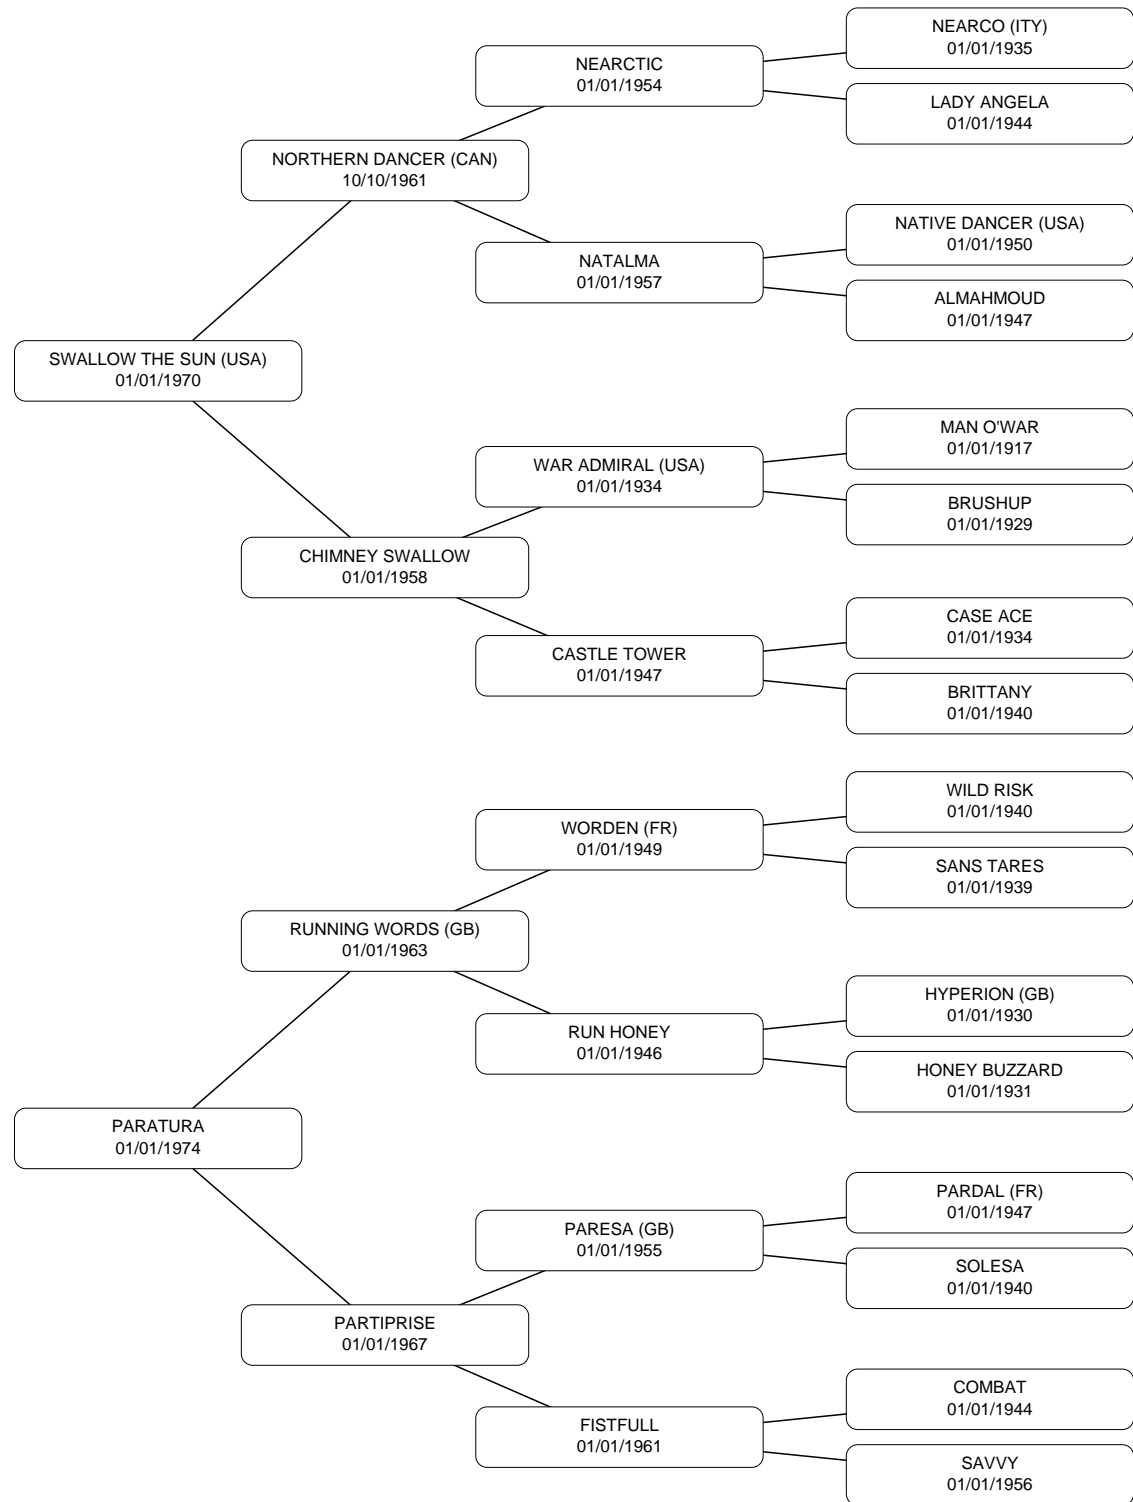 NEARCO (ITY)
01/01/1935
NEARCTIC
01/01/1954
LADY ANGELA
01/01/1944
NORTHERN DANCER (CAN)
10/10/1961
NATIVE DANCER (USA)
01/01/1950
NATALMA
01/01/1957
ALMAHMOUD
01/01/1947
SWALLOW THE SUN (USA)
01/01/1970
MAN O'WAR
01/01/1917
WAR ADMIRAL (USA)
01/01/1934
BRUSHUP
01/01/1929
CHIMNEY SWALLOW
01/01/1958
CASE ACE
01/01/1934
CASTLE TOWER
01/01/1947
BRITTANY
01/01/1940
WILD RISK
01/01/1940
WORDEN (FR)
01/01/1949
SANS TARES
01/01/1939
RUNNING WORDS (GB)
01/01/1963
HYPERION (GB)
01/01/1930
RUN HONEY
01/01/1946
HONEY BUZZARD
01/01/1931
PARATURA
01/01/1974
PARDAL (FR)
01/01/1947
PARESA (GB)
01/01/1955
SOLESA
01/01/1940
PARTIPRISE
01/01/1967
COMBAT
01/01/1944
FISTFULL
01/01/1961
SAVVY
01/01/1956